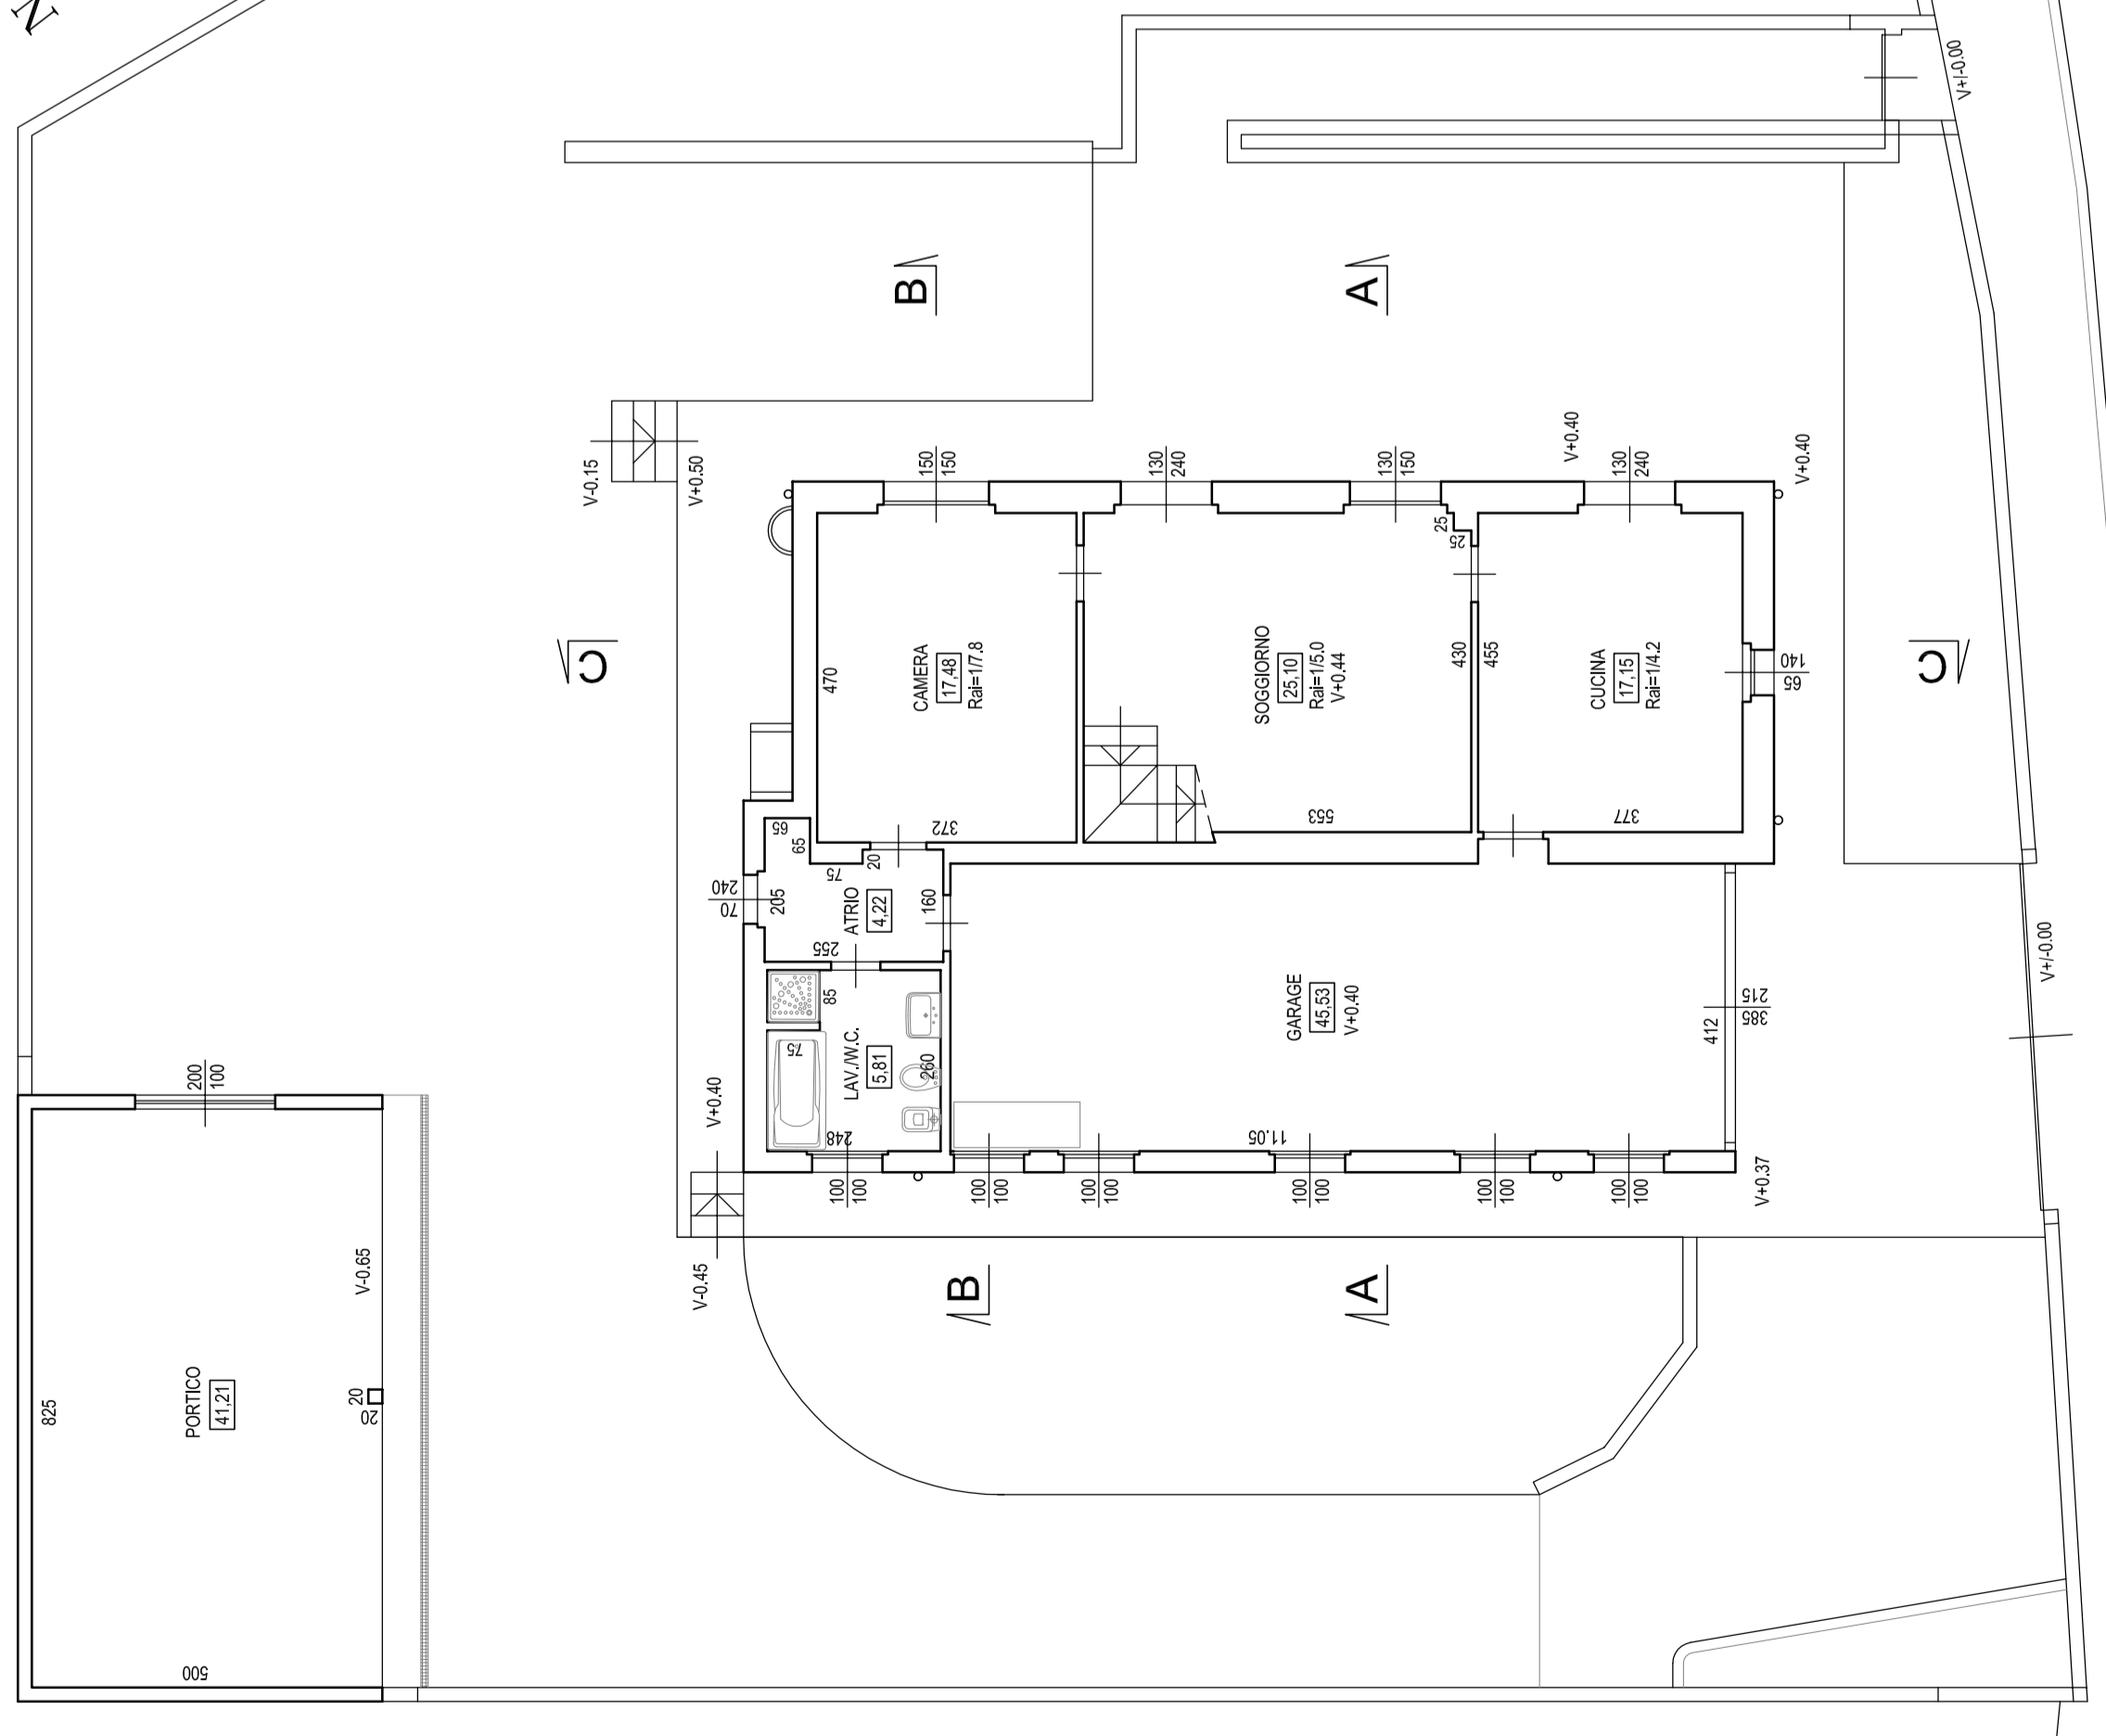 N
V+/-0.00
B
A
V-0.15
V+0.50
150
150
130
240
130
150
V+0.40
130
240
V+0.40
25
25
C
470
CAMERA
17,48
Rai=1/7.8
SOGGIORNO
25,10
Rai=1/5.0
V+0.44
430
455
CUCINA
17,15
Rai=1/4.2
140
65
C
372
553
377
65
65
20
75
240
70
205
ATRIO
4,22
160
255
V+/-0.00
85
75
LAV./W.C.
5,81
260
248
GARAGE
45,53
V+0.40
412
215
385
11.05
200
100
V+0.40
100
100
100
100
100
100
100
100
100
100
100
100
V+0.37
V-0.45
B
A
V-0.65
825
PORTICO
41,21
20
20
500